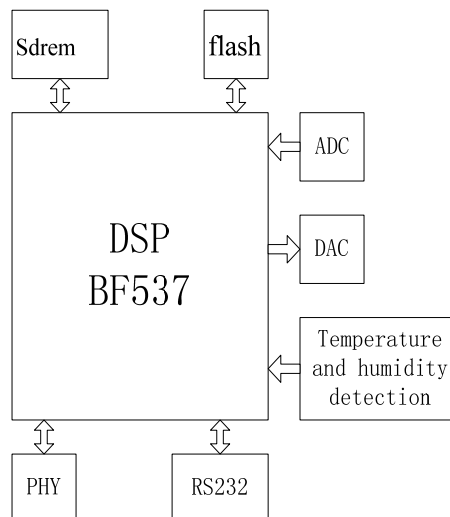 Sdrem
flash
ADC
DSP
BF537
DAC
Temperature
and humidity
detection
PHY
RS232